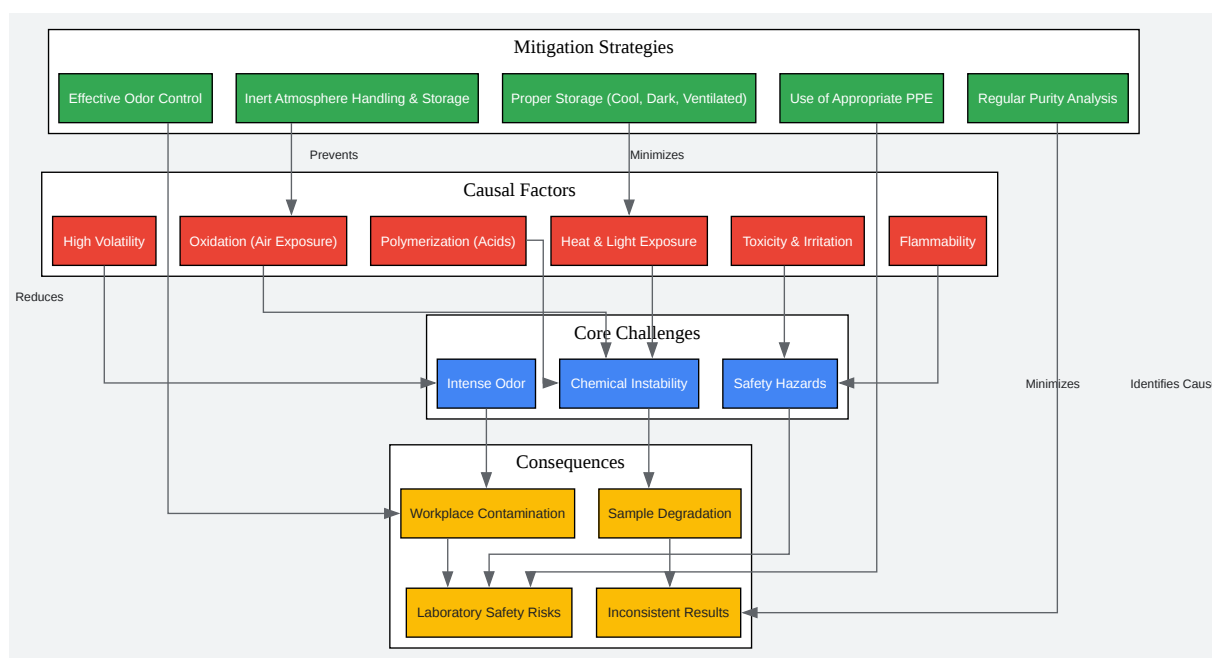 Mitigation Strategies
Effective Odor Control
Inert Atmosphere Handling & Storage
Proper Storage (Cool, Dark, Ventilated)
Use of Appropriate PPE
Regular Purity Analysis
Prevents
Minimizes
Causal Factors
High Volatility
Oxidation (Air Exposure)
Polymerization (Acids)
Heat & Light Exposure
Toxicity & Irritation
Flammability
Reduces
Core Challenges
Intense Odor
Chemical Instability
Safety Hazards
Minimizes
Identifies Caus
Consequences
Workplace Contamination
Sample Degradation
Laboratory Safety Risks
Inconsistent Results